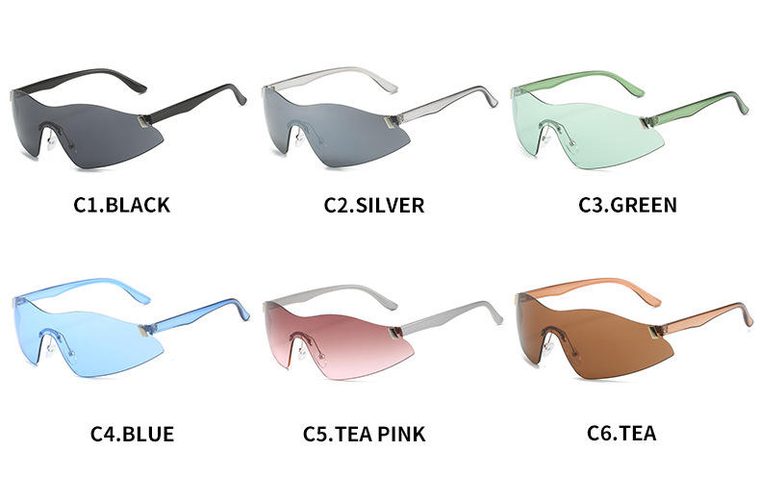 C1.BLACK
C2.SILVER
C3.GREEN
C4.BLUE
C5.TEA PINK
C6.TEA